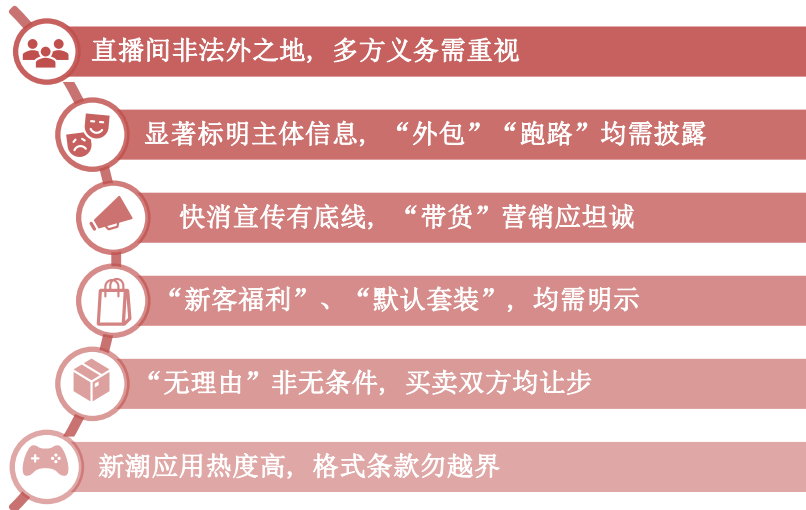 直播间非法外之地，多方义务需重视
显著标明主体信息，“外包”“跑路”均需披露
快消宣传有底线，“带货”营销应坦诚
“新客福利”、“默认套装”，均需明示
“无理由”非无条件，买卖双方均让步
新潮应用热度高，格式条款勿越界